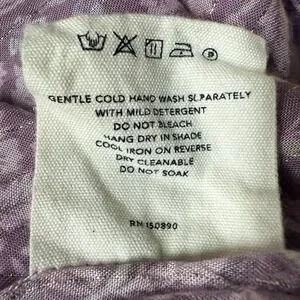 GENTLE COLD HAND WASH SEPARATELY
WITH MILD DETERGENT
DO NOT BLEACH
HANG DRY IN SHADE
COOL IRON ON REVERSE
DRY CLEANABLE
DO NOT SOAK
RN 150890